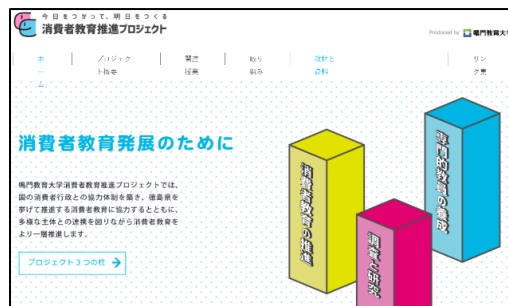 今日をつかって、明日をつくる
消費者教育推進プロジェクト
Produced by 鳴門教育大学
ホーム
プロジェクト概要
関連授業
取り組み
教材と資料
リンク集
消費者教育発展のために
鳴門教育大学消費者教育推進プロジェクトでは、
国の消費者行政との協力体制を築き、徳島県を
挙げて推進する消費者教育に協力するとともに、
多様な主体との連携を図りながら消費者教育を
より一層推進します。
プロジェクト3つの柱
消費者教育の推進
調査と研究
専門的教員の養成